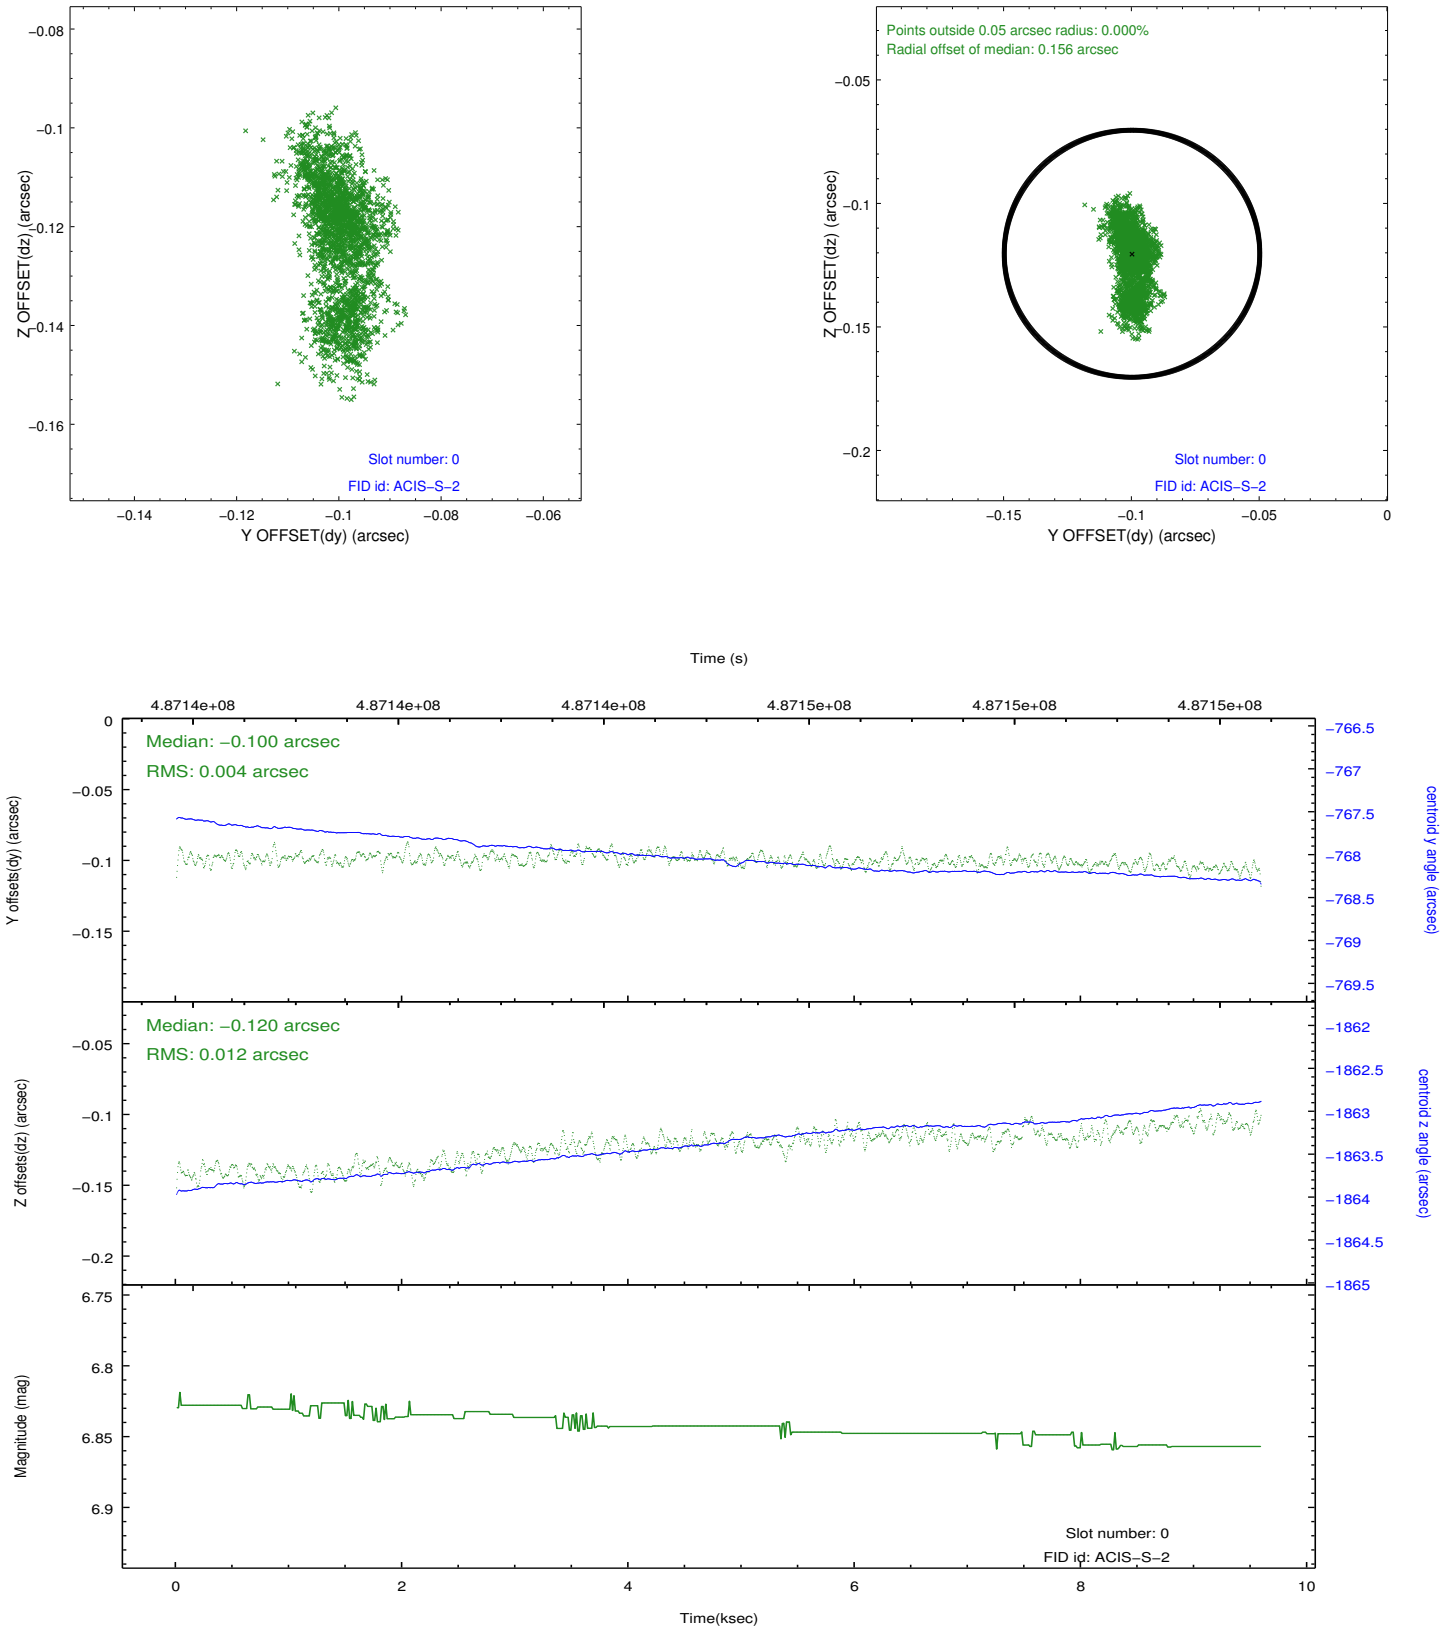 −0.08
−0.1
−0.12
−0.14
−0.16
Z OFFSET(dz) (arcsec)
Slot number: 0
FID id: ACIS−S−2
−0.14 −0.12 −0.1 −0.08 −0.06
Y OFFSET(dy) (arcsec)
Points outside 0.05 arcsec radius: 0.000%
Radial offset of median: 0.156 arcsec
−0.05
−0.1
−0.15
−0.2
Z OFFSET(dz) (arcsec)
Slot number: 0
FID id: ACIS−S−2
−0.15 −0.1 −0.05 0
Y OFFSET(dy) (arcsec)
Time (s)
4.8714e+08 4.8714e+08 4.8714e+08 4.8715e+08 4.8715e+08 4.8715e+08
Median: −0.100 arcsec
RMS: 0.004 arcsec
0
−0.05
−0.1
−0.15
Y offsets(dy) (arcsec)
−766.5
−767
−767.5
−768
−768.5
−769
−769.5
centroid y angle (arcsec)
Median: −0.120 arcsec
RMS: 0.012 arcsec
−0.05
−0.1
−0.15
−0.2
Z offsets(dz) (arcsec)
−1862
−1862.5
−1863
−1863.5
−1864
−1864.5
−1865
centroid z angle (arcsec)
6.75
6.8
6.85
6.9
Magnitude (mag)
Slot number: 0
FID id: ACIS−S−2
0 2 4 6 8 10
Time(ksec)